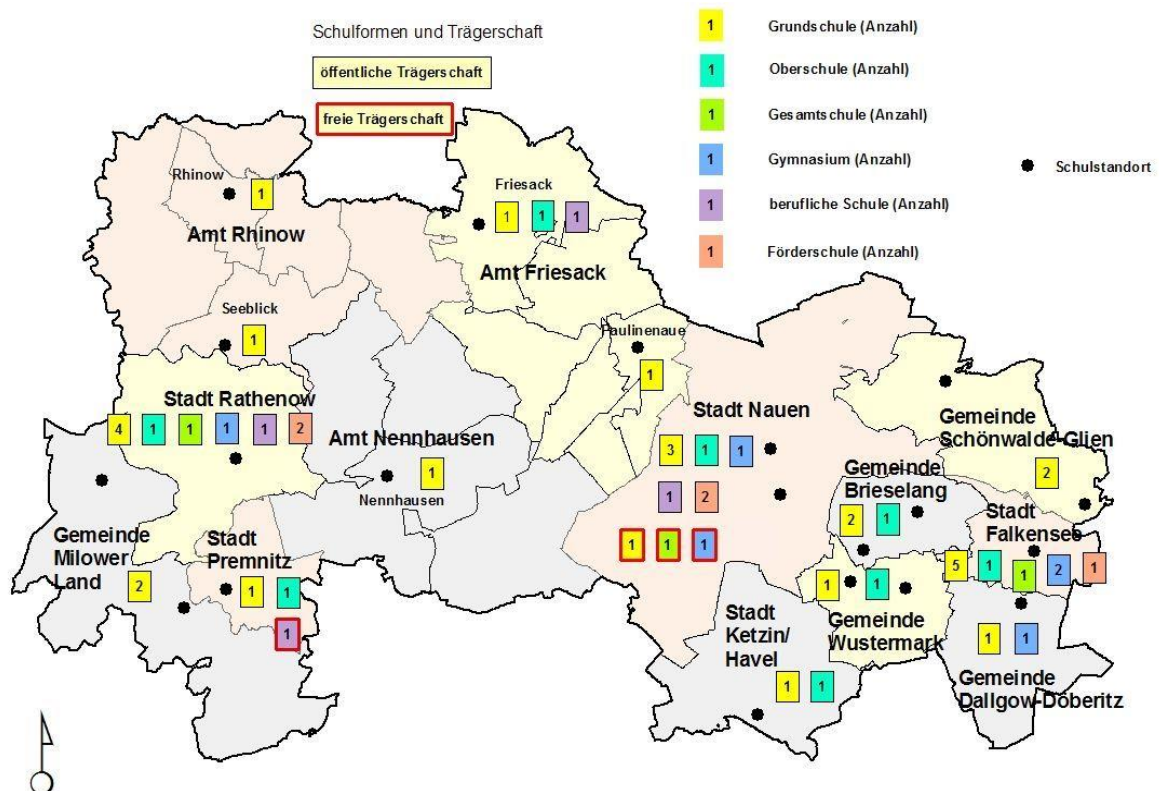 Schulformen und Trägerschaft
öffentliche Trägerschaft
freie Trägerschaft
1 Grundschule (Anzahl)
1 Oberschule (Anzahl)
1 Gesamtschule (Anzahl)
1 Gymnasium (Anzahl)
1 berufliche Schule (Anzahl)
1 Förderschule (Anzahl)
Schulstandort
Rhinow
1
Amt Rhinow
Friesack
1 1 1
Amt Friesack
Seeblick
1
Paulinenaue
1
Stadt Rathenow
4 1 1 1 1 2
Amt Nennhausen
1
Nennhausen
Stadt Nauen
3 1 1
1 2
1 1 1
Gemeinde
Schönwalde-Glien
2
Gemeinde
Brieselang
2 1
Stadt
Falkensee
5 1 1 2 1
Gemeinde
Milower
Land
2
Stadt
Premnitz
1 1
1
1 1
Gemeinde
Wustermark
Stadt
Ketzin/
Havel
1 1
1 1
Gemeinde
Dallgow-Döberitz